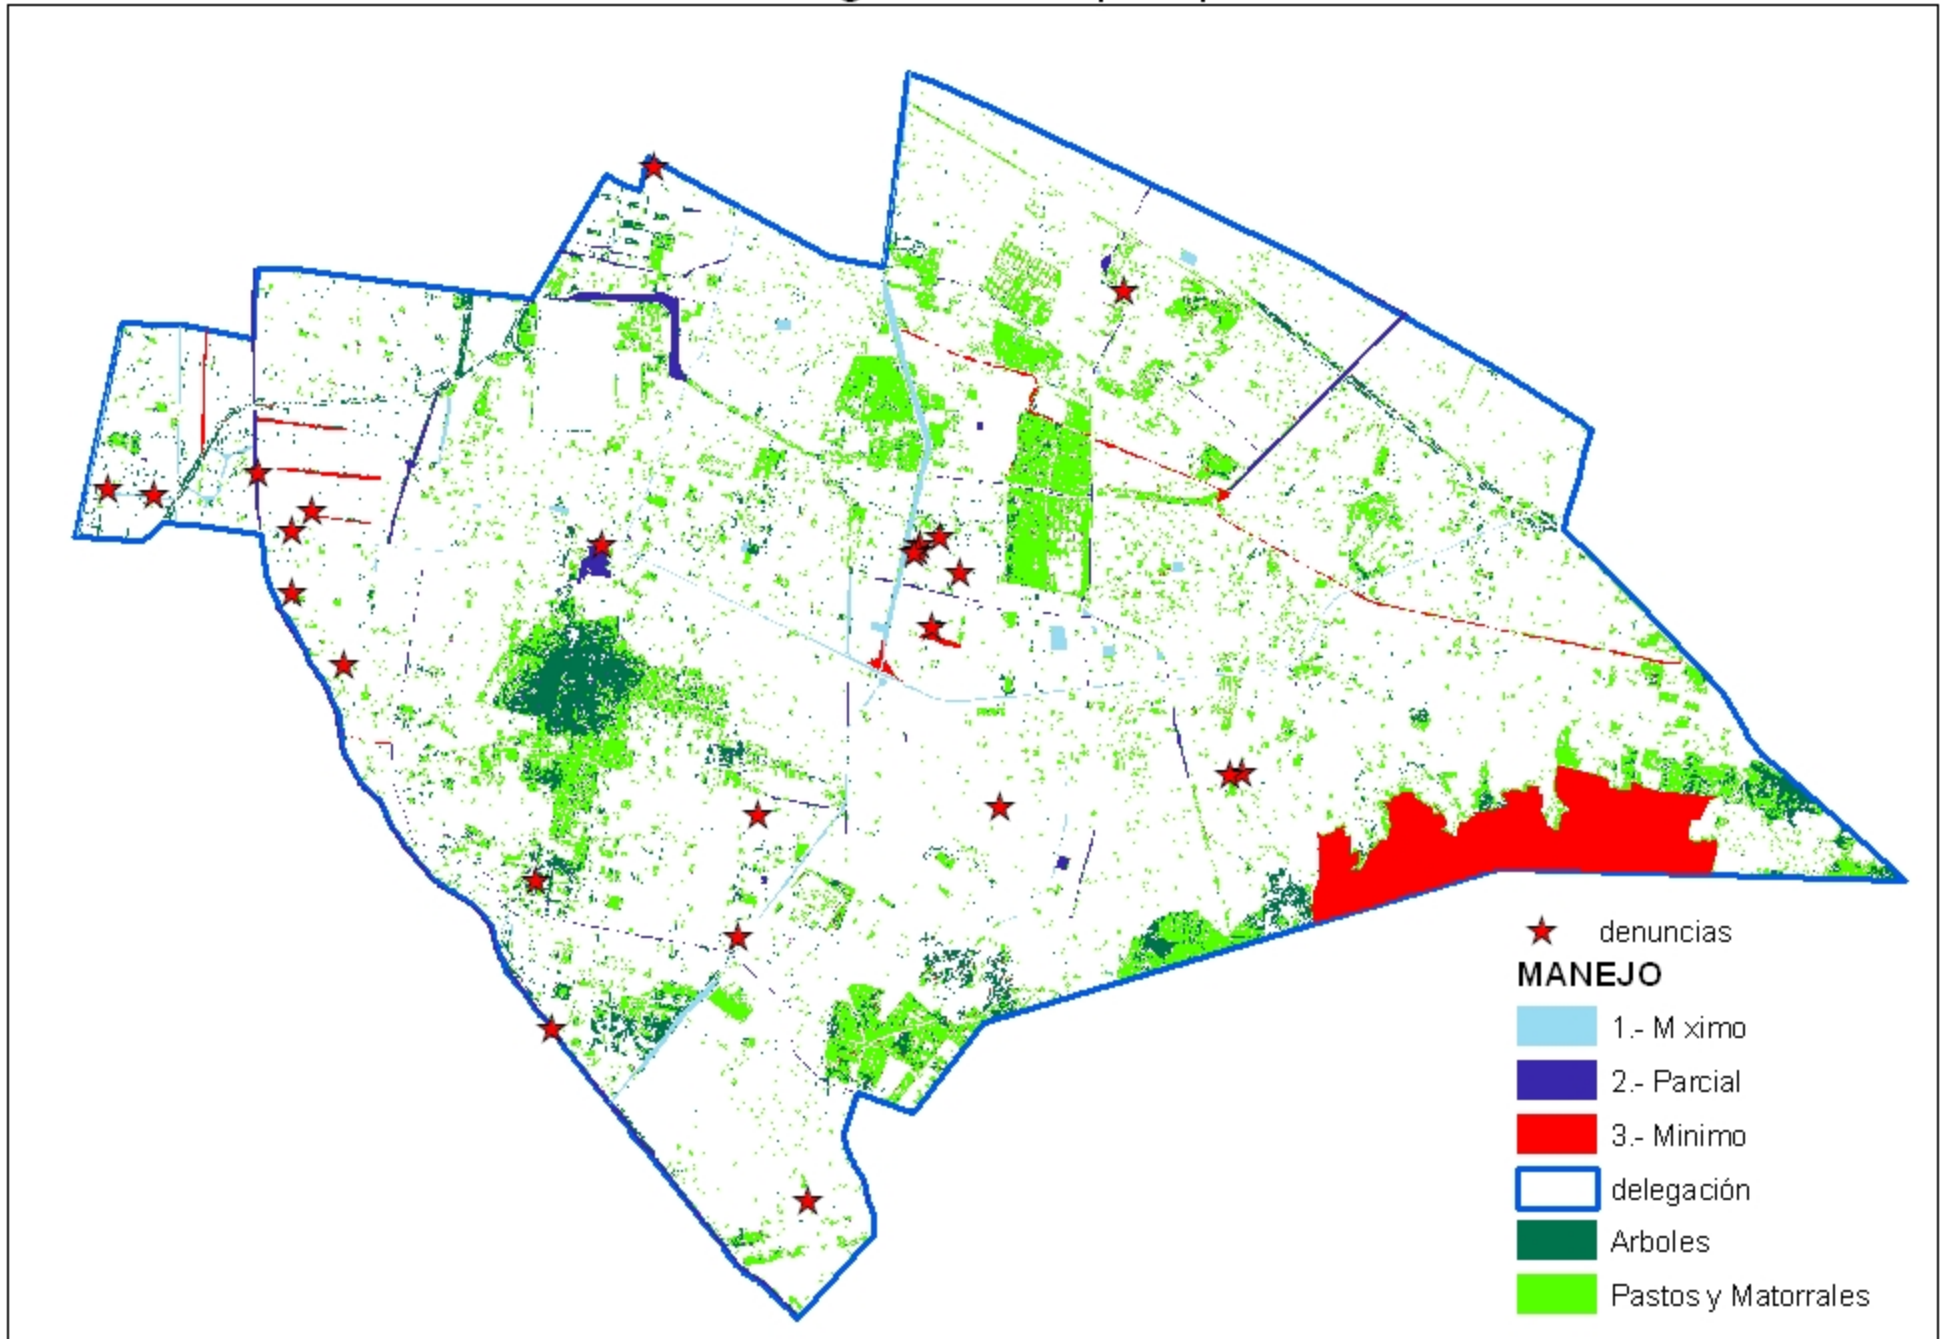 denuncias
MANEJO
1.- M ximo
2.- Parcial
3.- Minimo
delegación
Arboles
Pastos y Matorrales